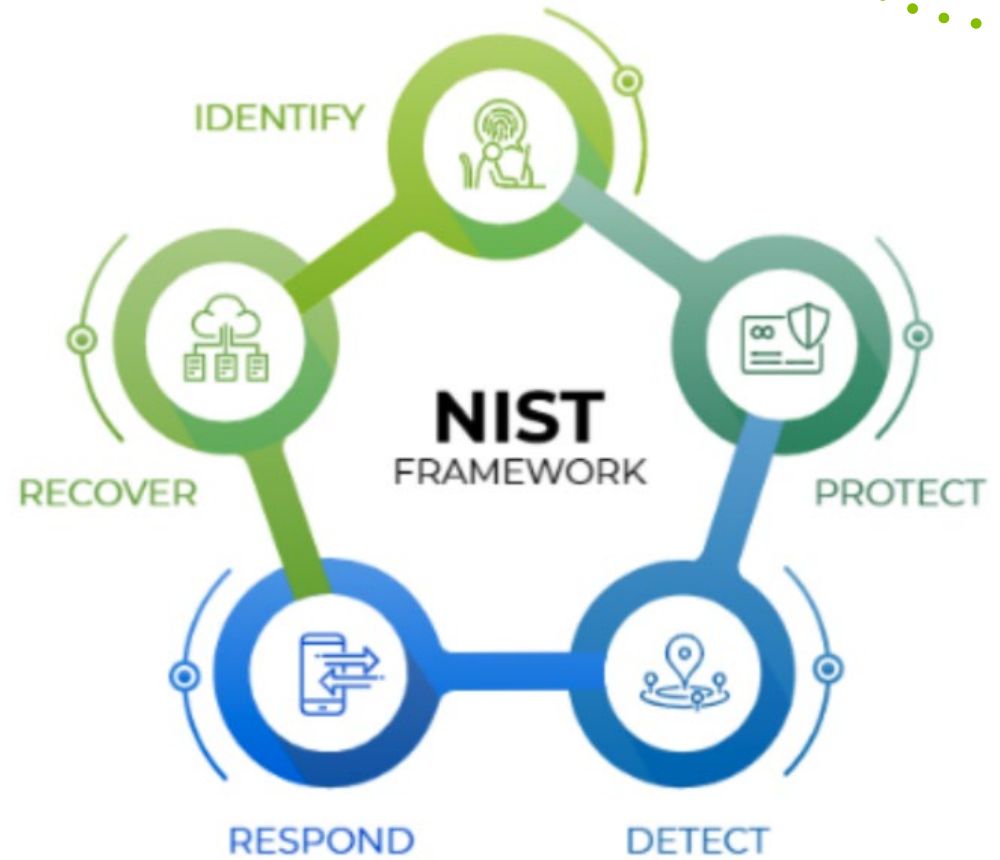 IDENTIFY
NIST
FRAMEWORK
RECOVER
PROTECT
RESPOND
DETECT